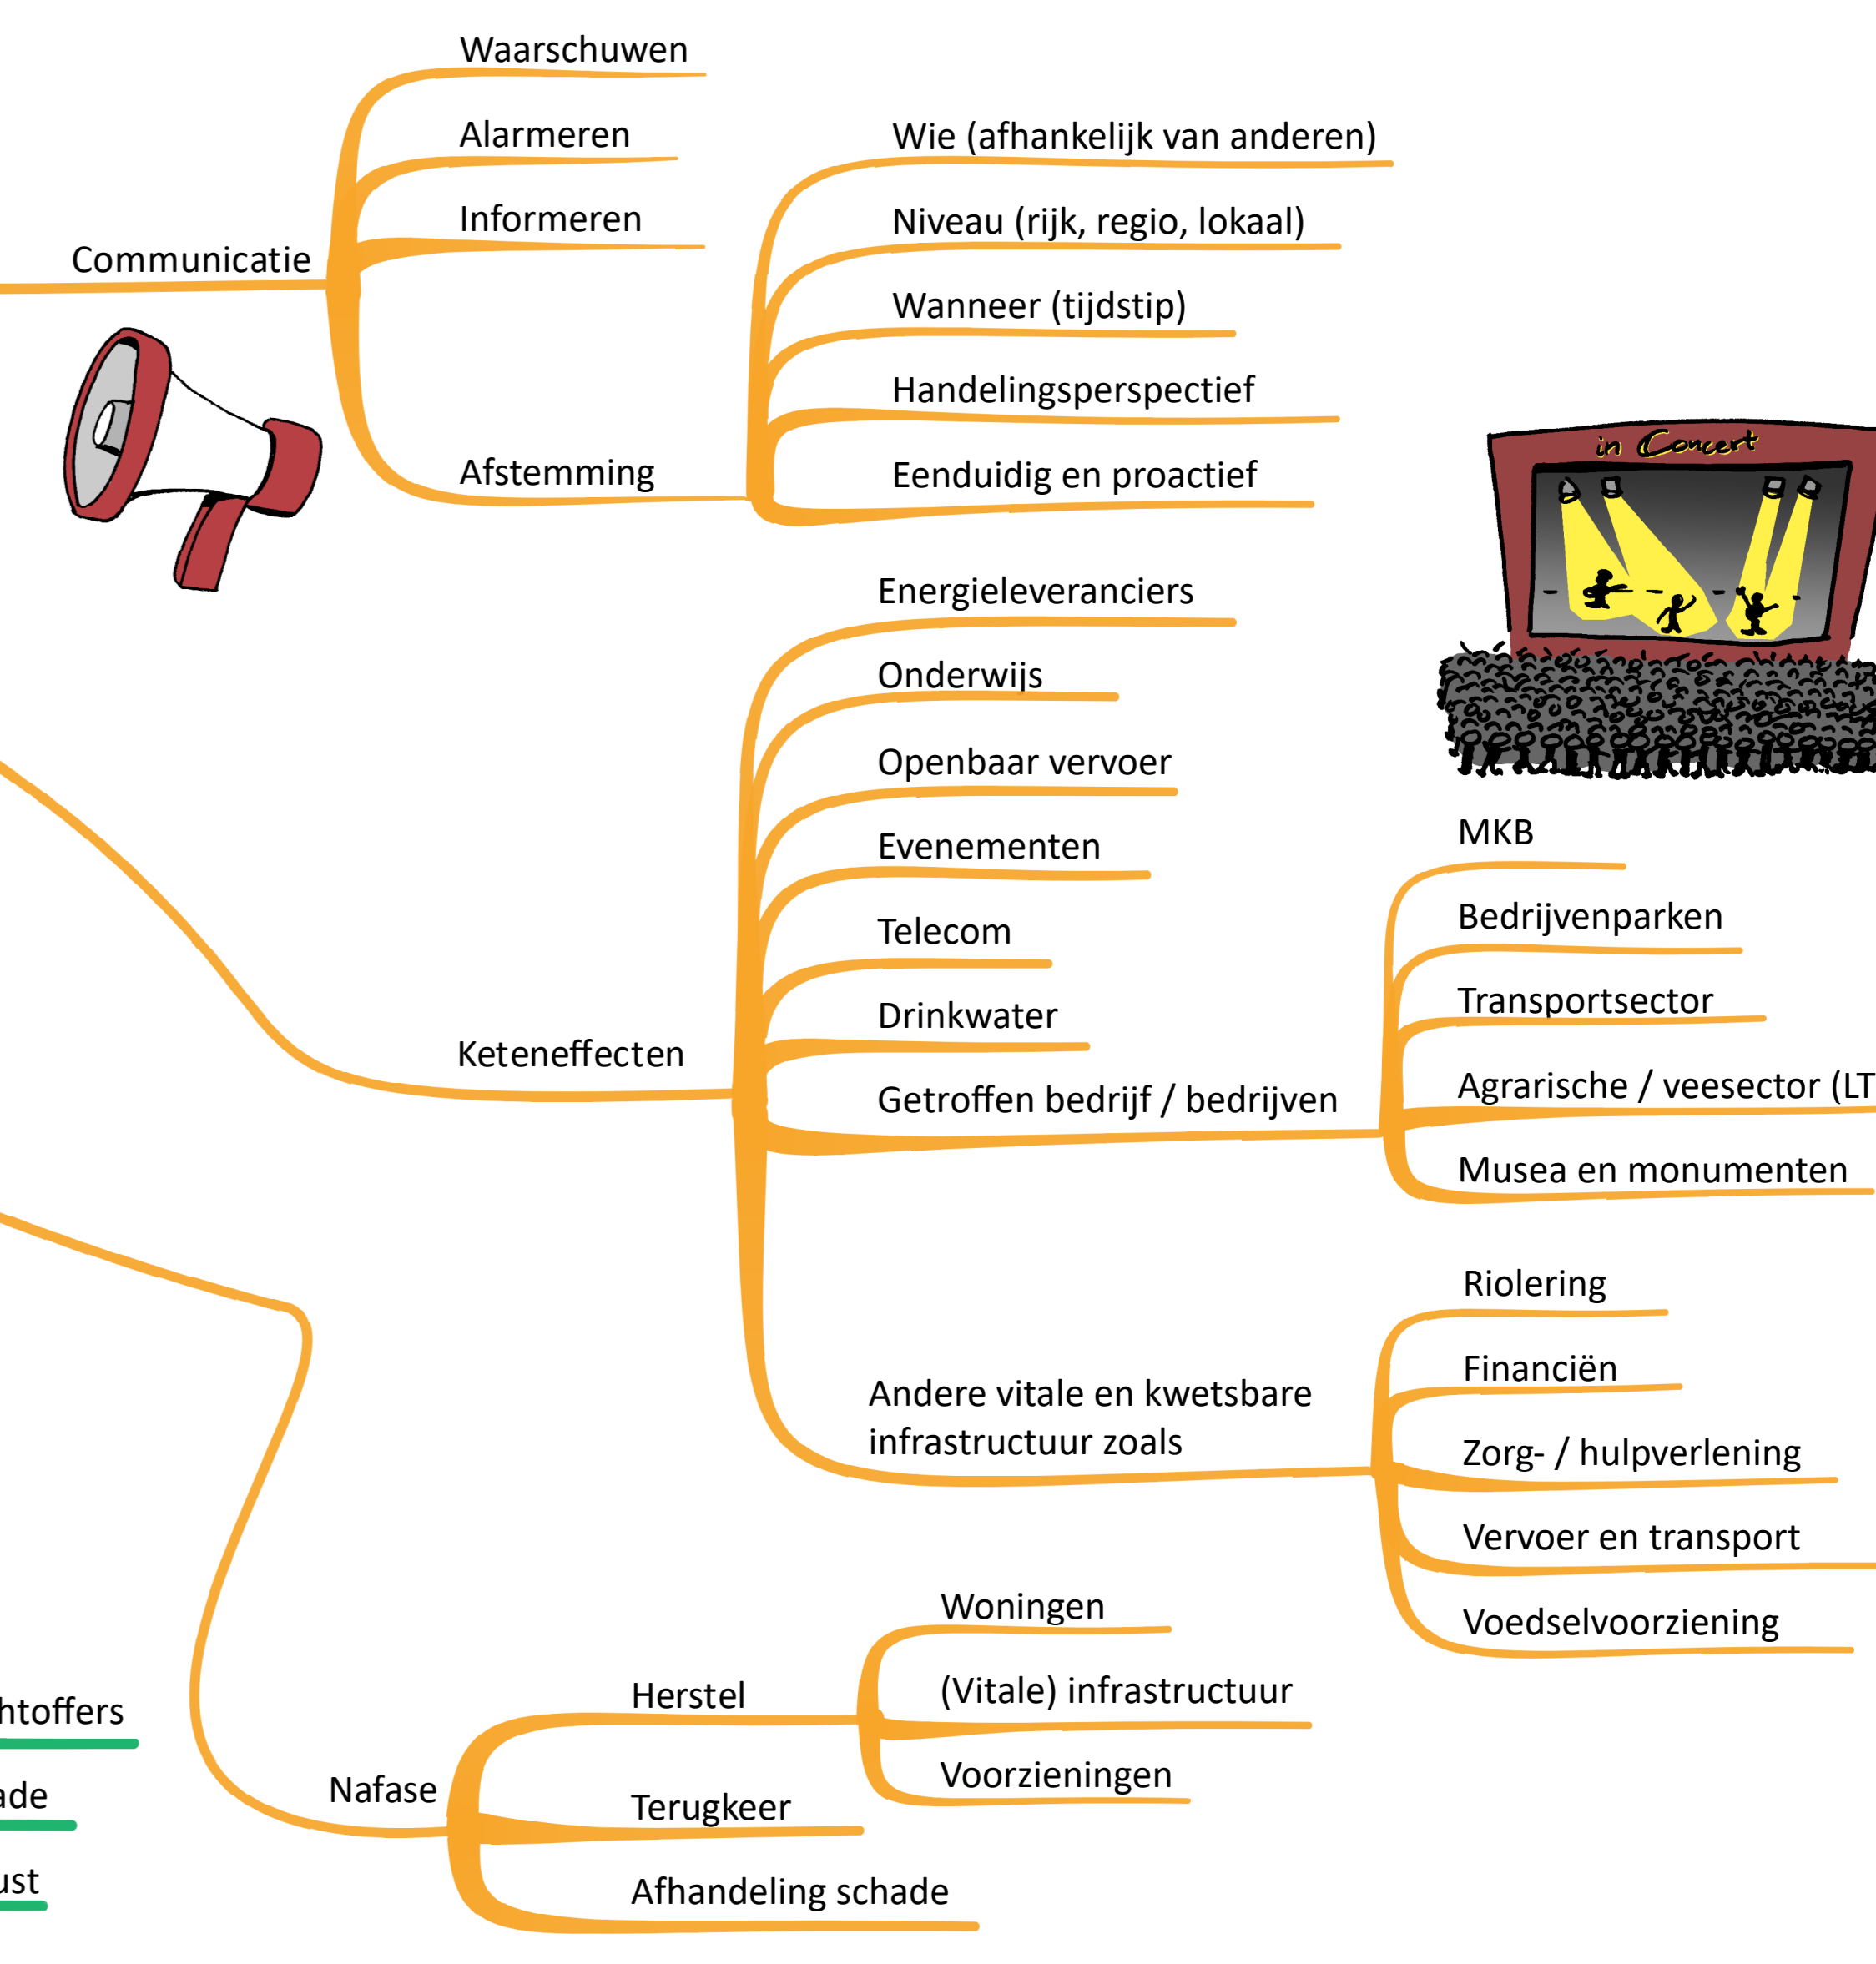 Communicatie
Waarschuwen
Alarmeren
Informeren
Afstemming
Wie (afhankelijk van anderen)
Niveau (rijk, regio, lokaal)
Wanneer (tijdstip)
Handelingsperspectief
Eenduidig en proactief
in Concert
Keteneffecten
Energieleveranciers
Onderwijs
Openbaar vervoer
Evenementen
Telecom
Drinkwater
Getroffen bedrijf / bedrijven
MKB
Bedrijvenparken
Transportsector
Agrarische / veesector (LT
Musea en monumenten
Andere vitale en kwetsbare
infrastructuur zoals
Riolering
Financiën
Zorg- / hulpverlening
Vervoer en transport
Voedselvoorziening
Nafase
Herstel
Woningen
(Vitale) infrastructuur
Voorzieningen
Terugkeer
Afhandeling schade
htoffers
ade
ust